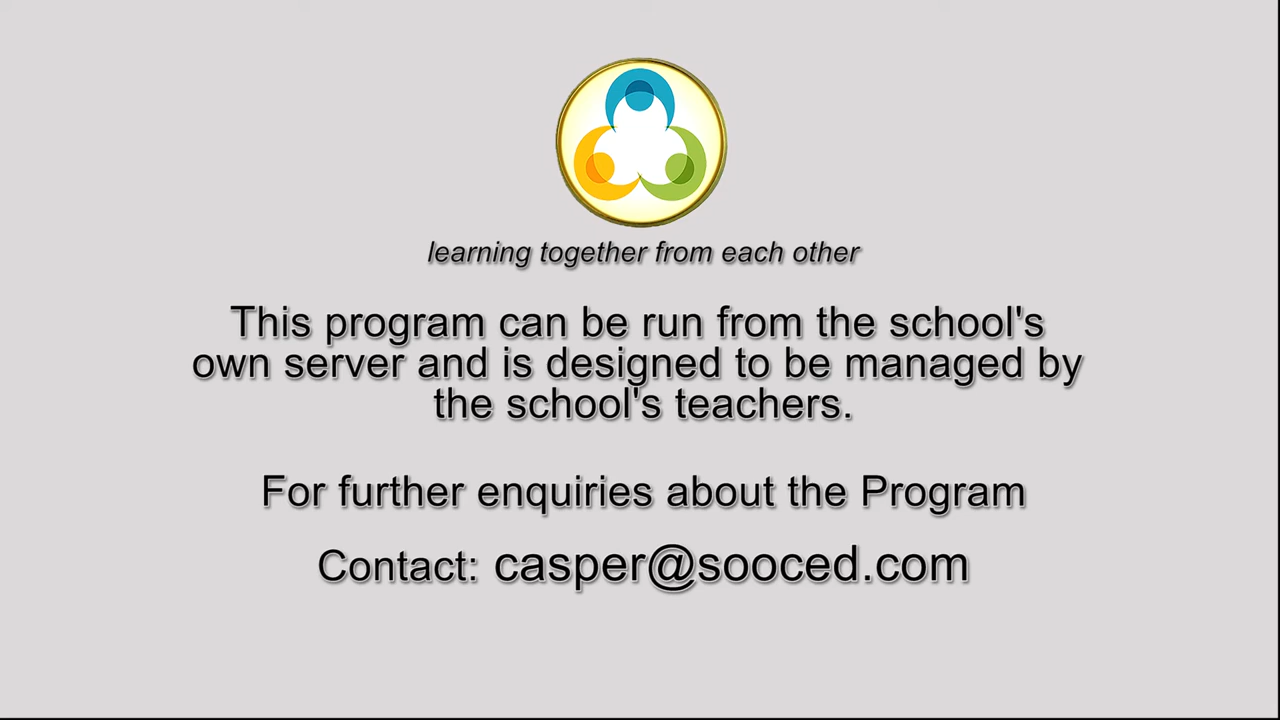 learning together from each other
This program can be run from the school's
own server and is designed to be managed by
the school's teachers.
For further enquiries about the Program
Contact: casper@sooced.com